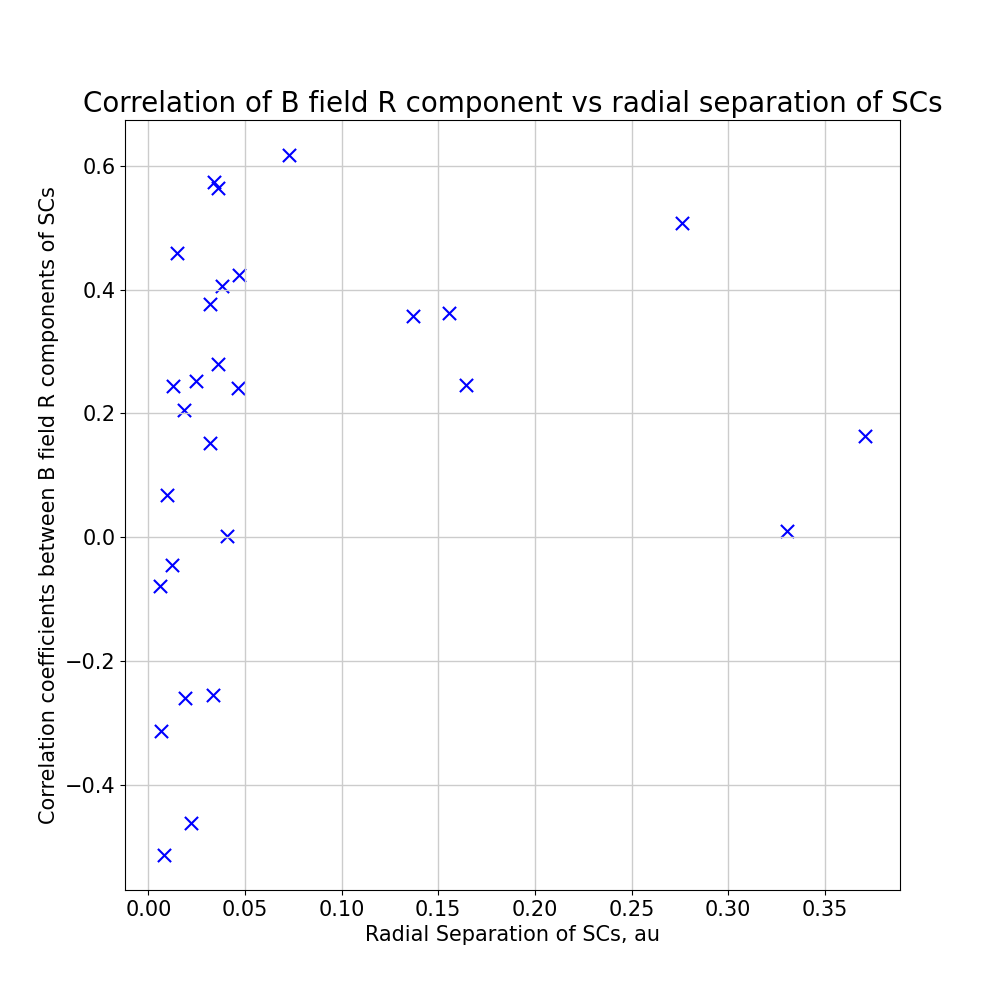 Correlation of B field R component vs radial separation of SCs
Correlation coefficients between B field R components of SCs
0.6
0.4
0.2
0.0
−0.2
−0.4
0.00 0.05 0.10 0.15 0.20 0.25 0.30 0.35
Radial Separation of SCs, au